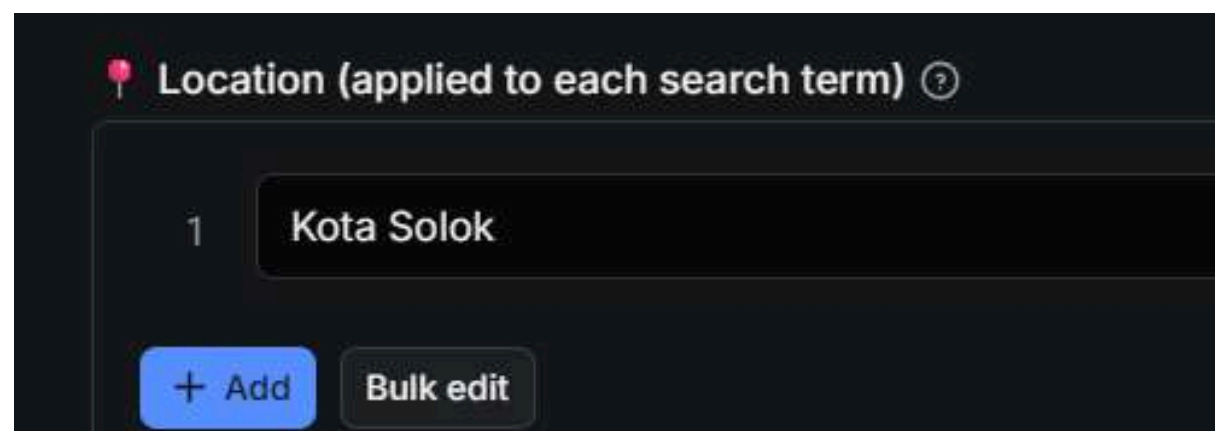 Location (applied to each search term) ?
1 Kota Solok
+ Add Bulk edit